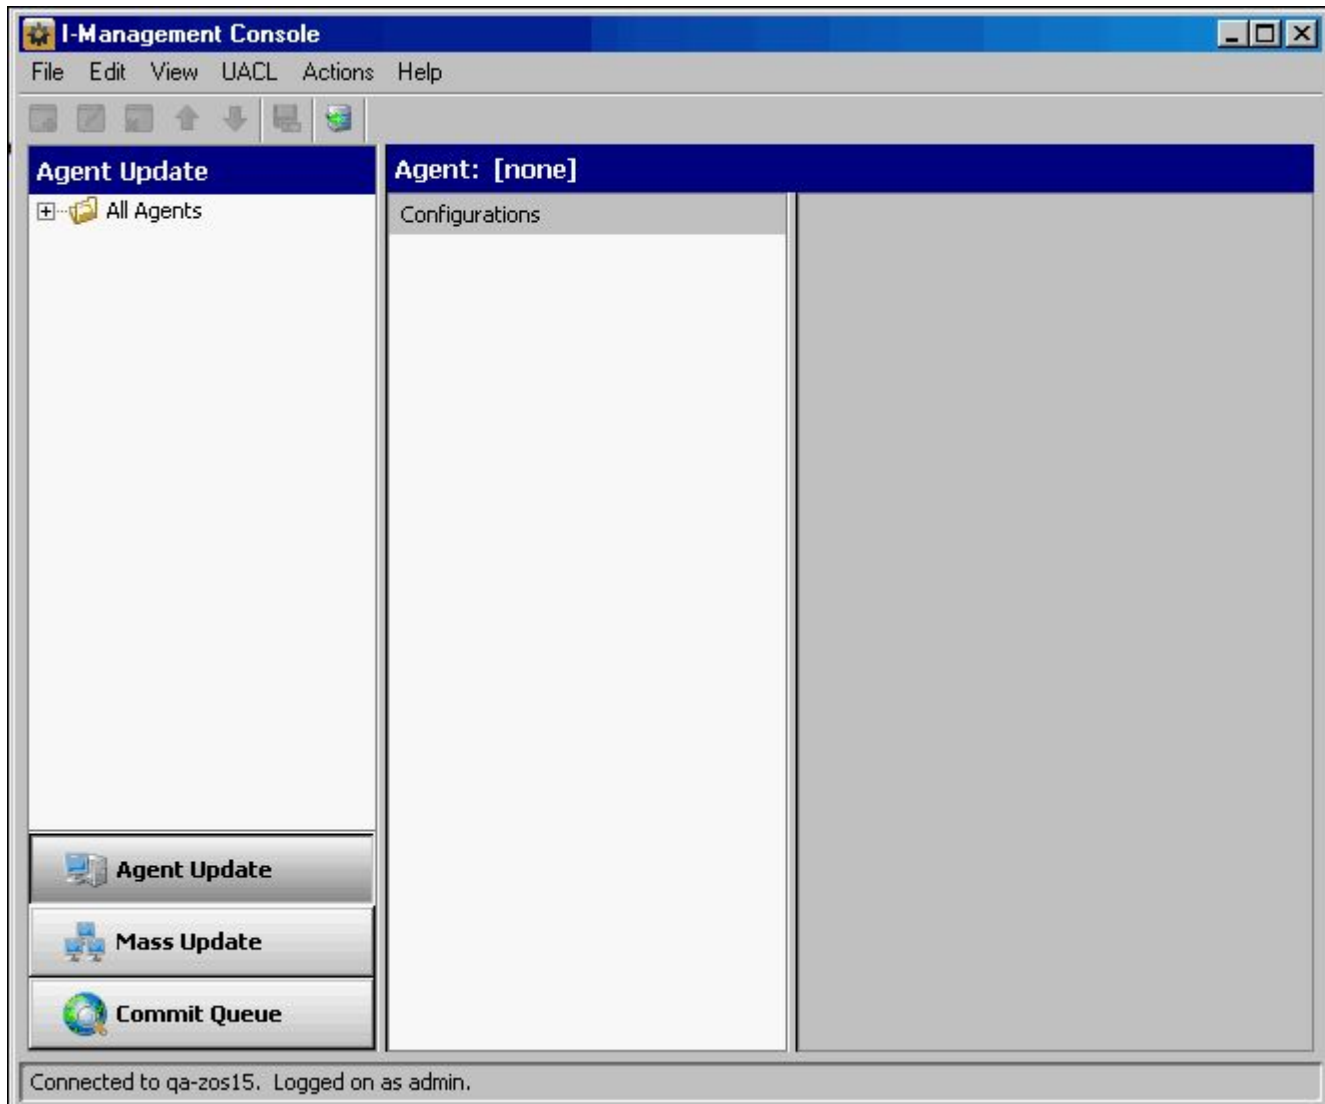 I-Management Console
File Edit View UACL Actions Help
Agent Update
Agent: [none]
All Agents
Configurations
Agent Update
Mass Update
Commit Queue
Connected to qa-zos15. Logged on as admin.